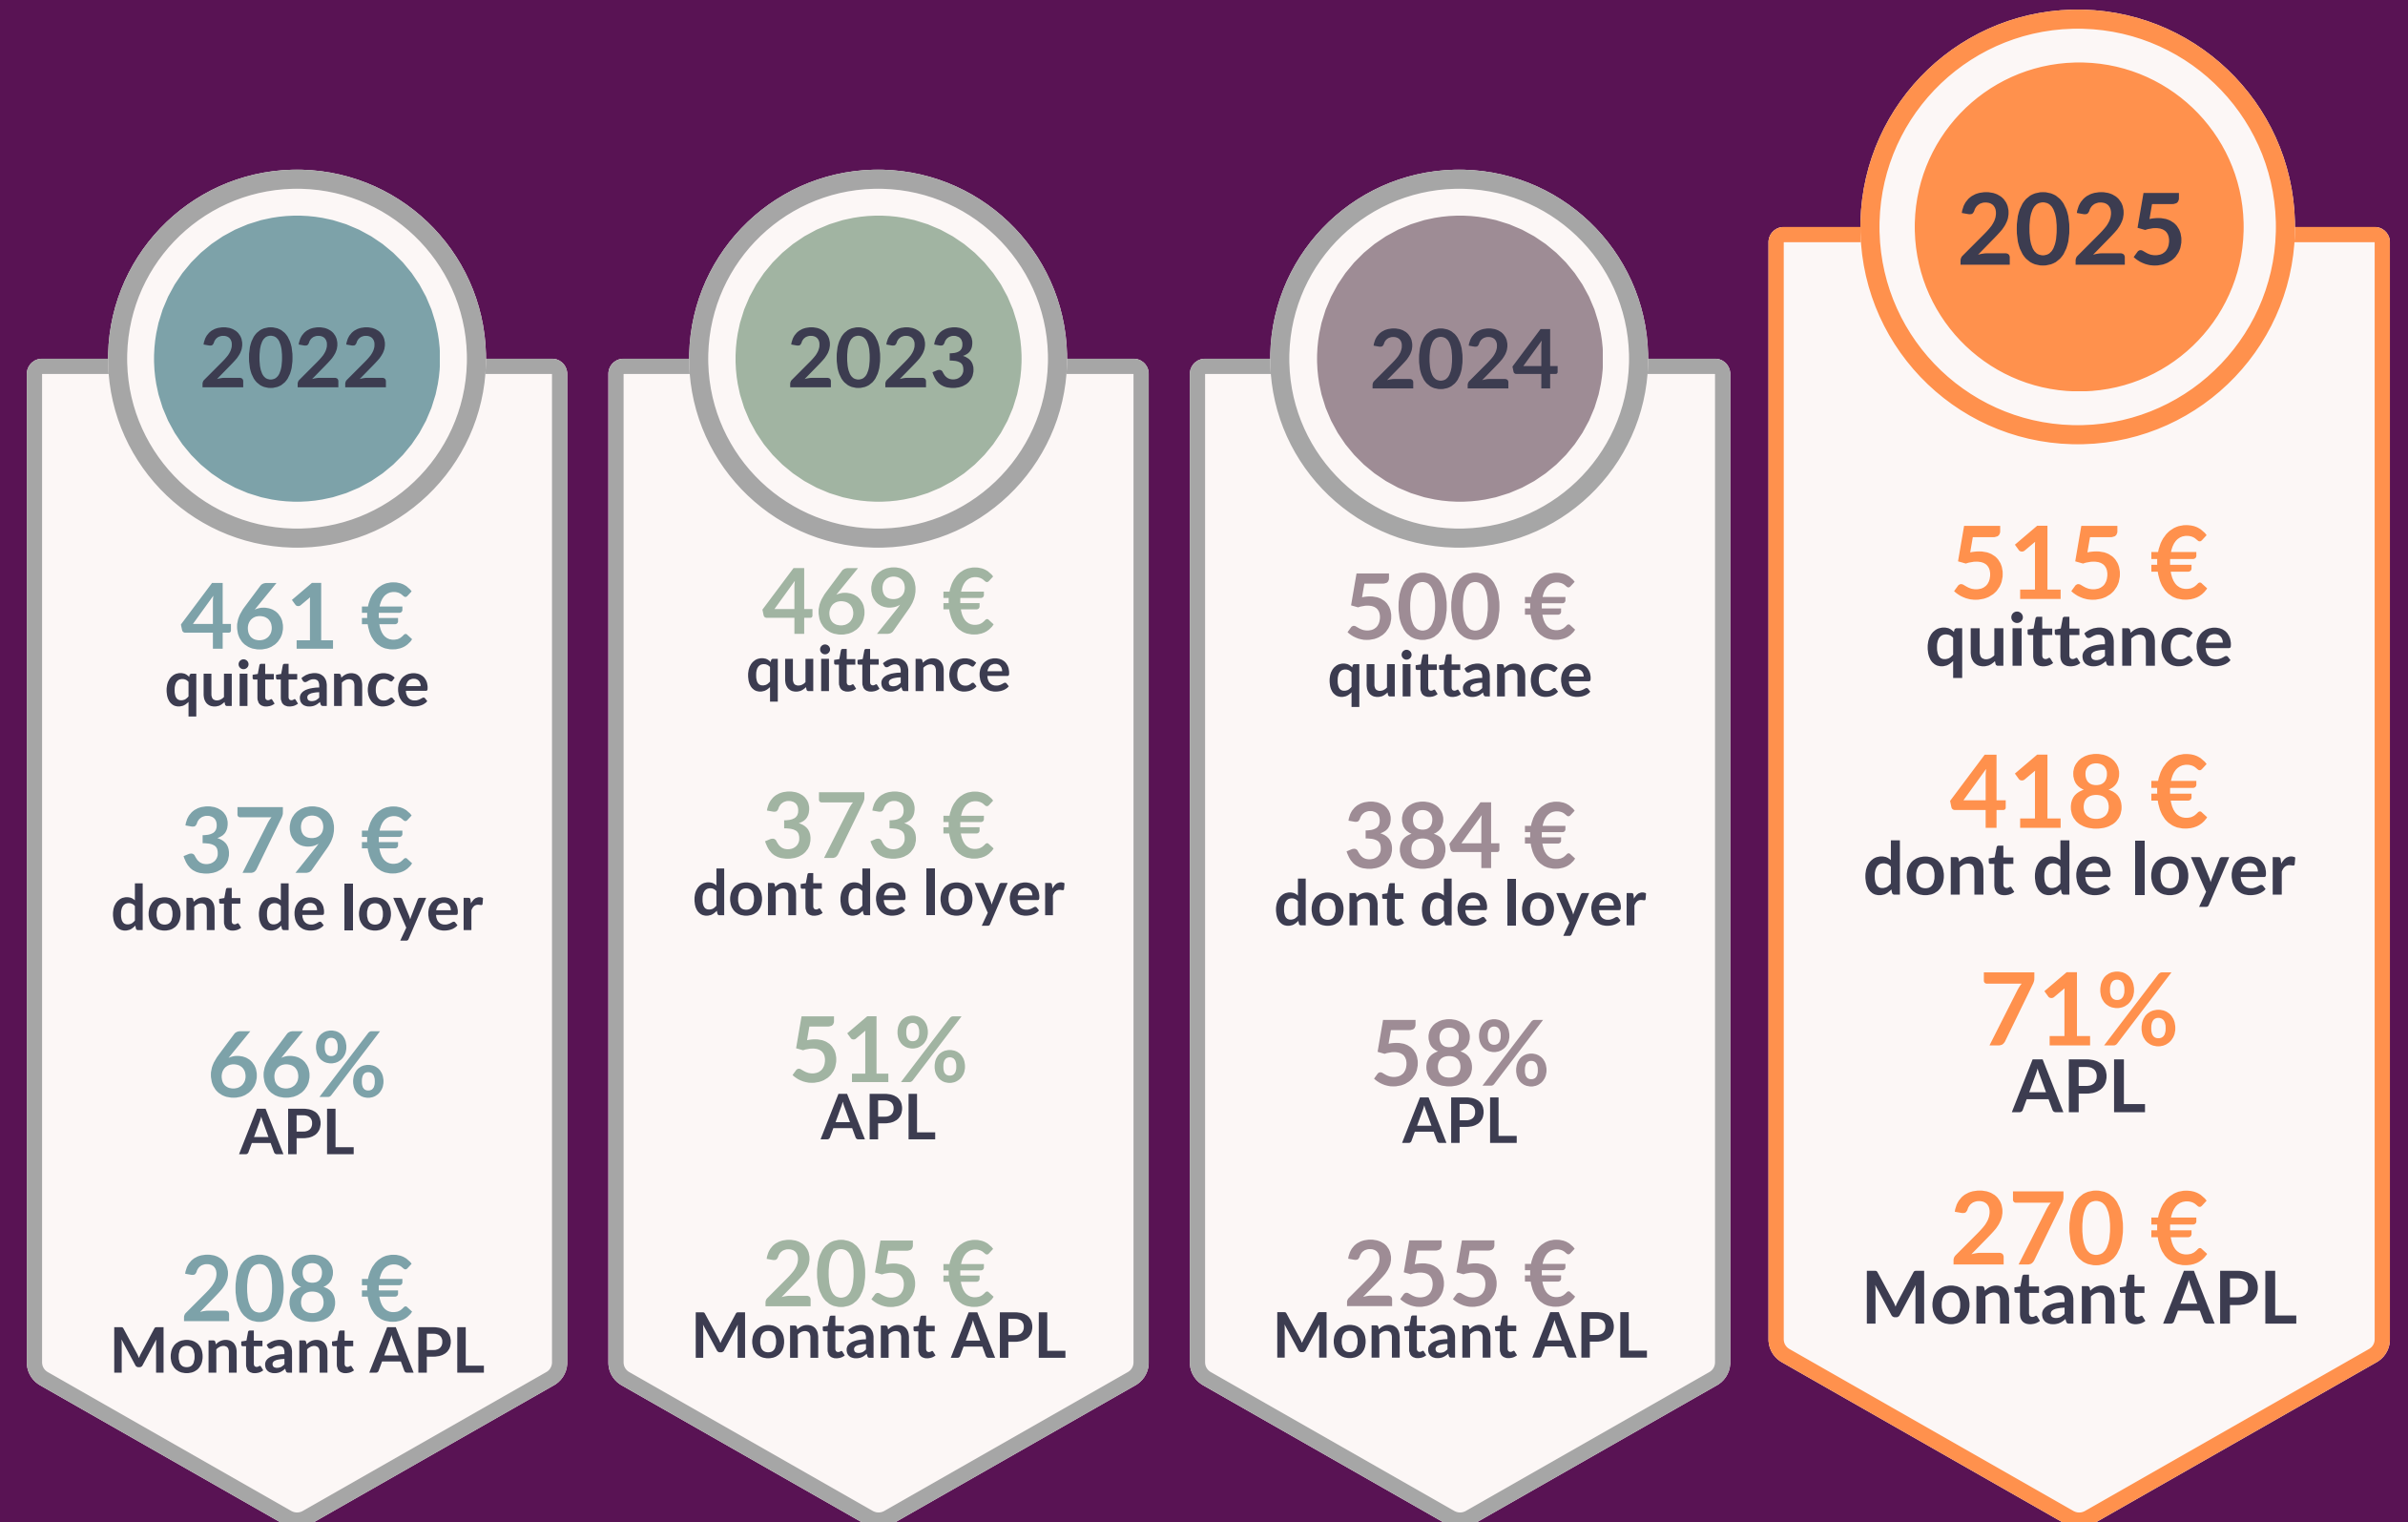 2022
461 €
quittance
379 €
dont de loyer
66%
APL
208 €
Montant APL
2023
469 €
quittance
373 €
dont de loyer
51%
APL
205 €
Montant APL
2024
500 €
quittance
384 €
dont de loyer
58%
APL
255 €
Montant APL
2025
515 €
quittance
418 €
dont de loyer
71%
APL
270 €
Montant APL